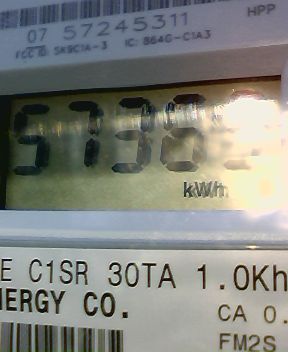 07 57245311
HPP
FCC ID: SK9C1A-3 IC: 864G-C1A3
kWh
E C1SR 30TA 1.0Kh
NERGY CO.
CA 0.
FM2S